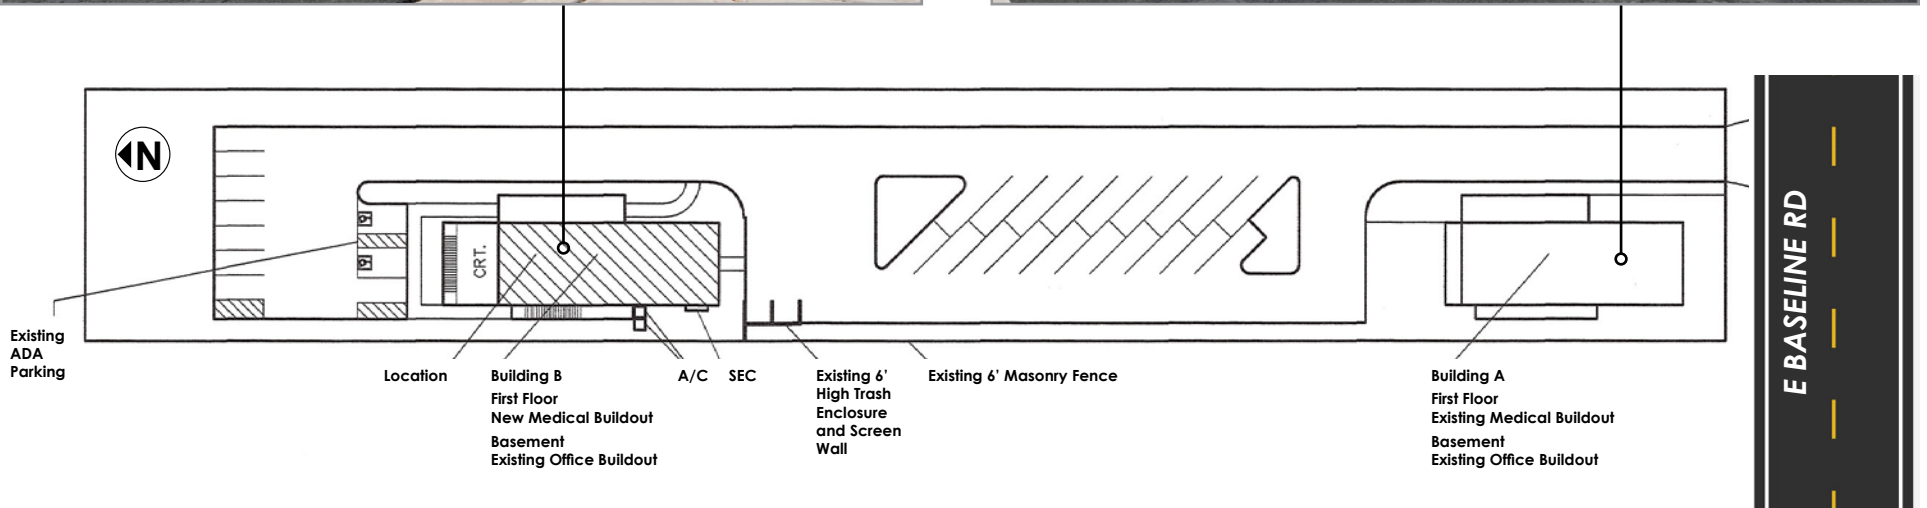 N
CRT.
E BASELINE RD
Existing
ADA
Parking
Location
Building B
First Floor
New Medical Buildout
Basement
Existing Office Buildout
A/C
SEC
Existing 6’
High Trash
Enclosure
and Screen
Wall
Existing 6’ Masonry Fence
Building A
First Floor
Existing Medical Buildout
Basement
Existing Office Buildout